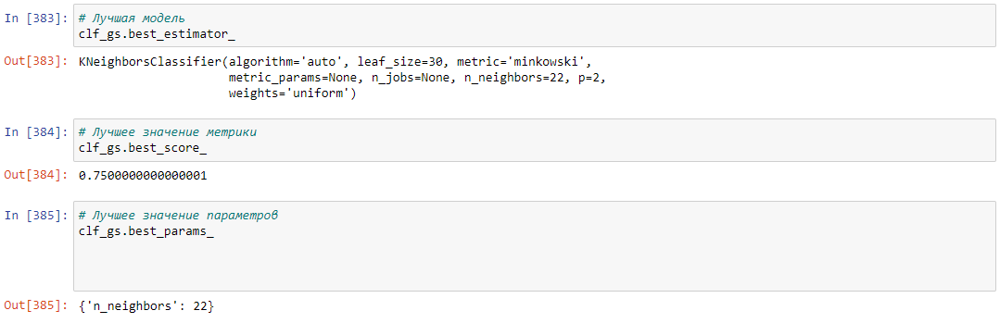 In [383]: # Лучшая модель
clf_gs.best_estimator_
Out[383]: KNeighborsClassifier(algorithm='auto', leaf_size=30, metric='minkowski',
metric_params=None, n_jobs=None, n_neighbors=22, p=2,
weights='uniform')
In [384]: # Лучшее значение метрики
clf_gs.best_score_
Out[384]: 0.7500000000000001
In [385]: # Лучшее значение параметров
clf_gs.best_params_
Out[385]: {'n_neighbors': 22}